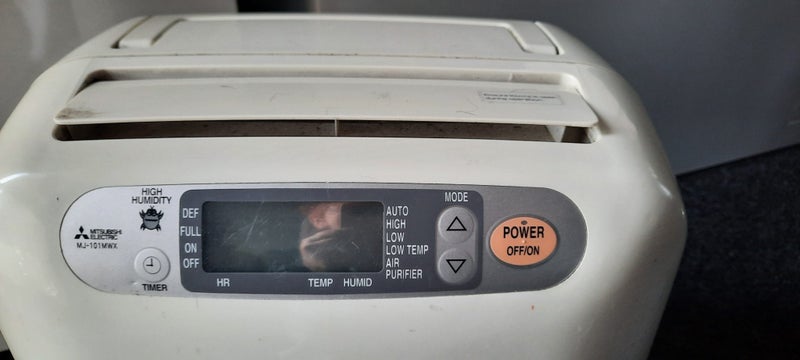 HIGH
HUMIDITY
MITSUBISHI
ELECTRIC
MJ-101MWX
TIMER
DEF
FULL
ON
OFF
HR
TEMP HUMID
AUTO
HIGH
LOW
LOW TEMP
AIR
PURIFIER
MODE
POWER
OFF/ON